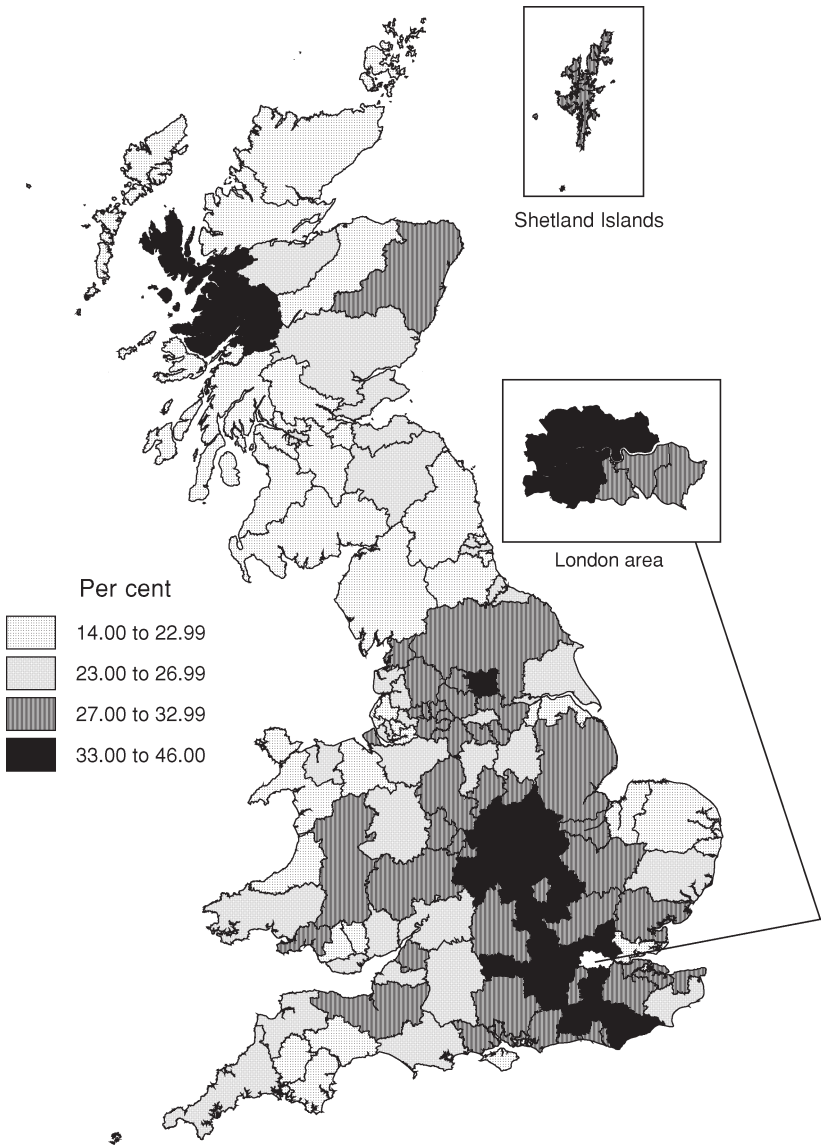 Shetland Islands
London area
Per cent
14.00 to 22.99
23.00 to 26.99
27.00 to 32.99
33.00 to 46.00